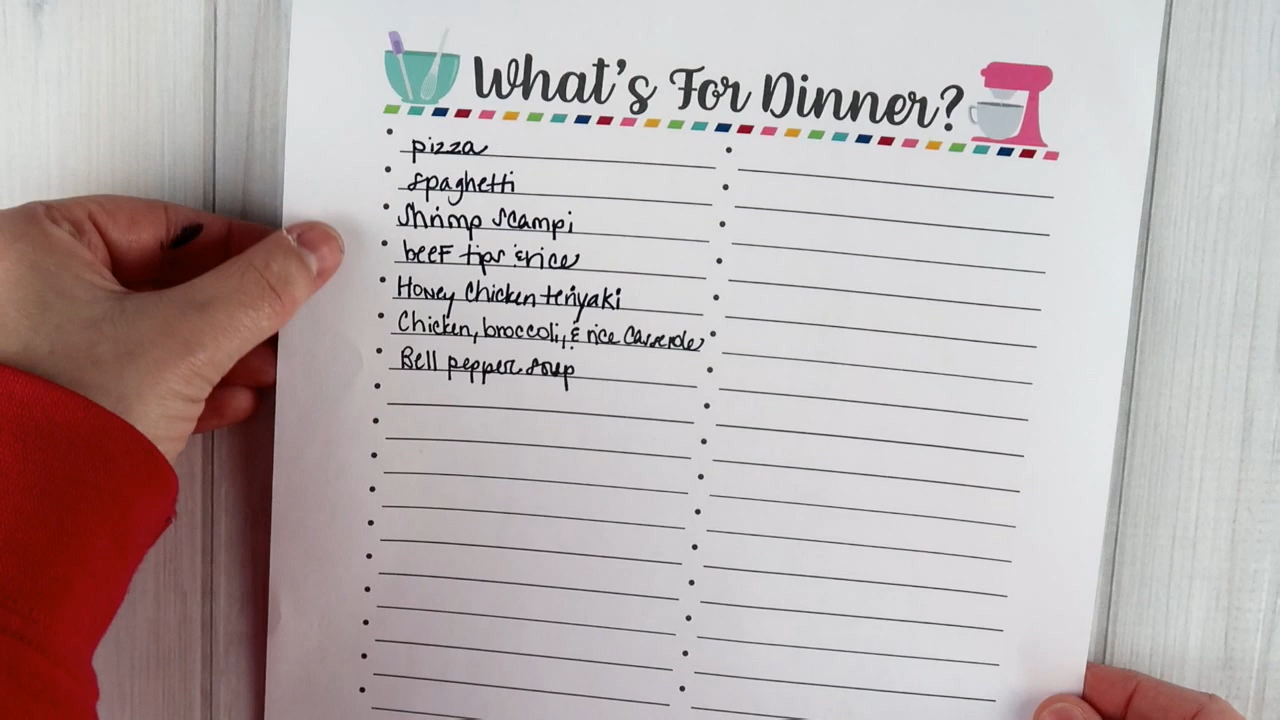 What's For Dinner?
pizza
spaghetti
Shrimp scampi
beef tips & rice
Honey Chicken teriyaki
Chicken, broccoli, & rice Casserole
Bell pepper soup